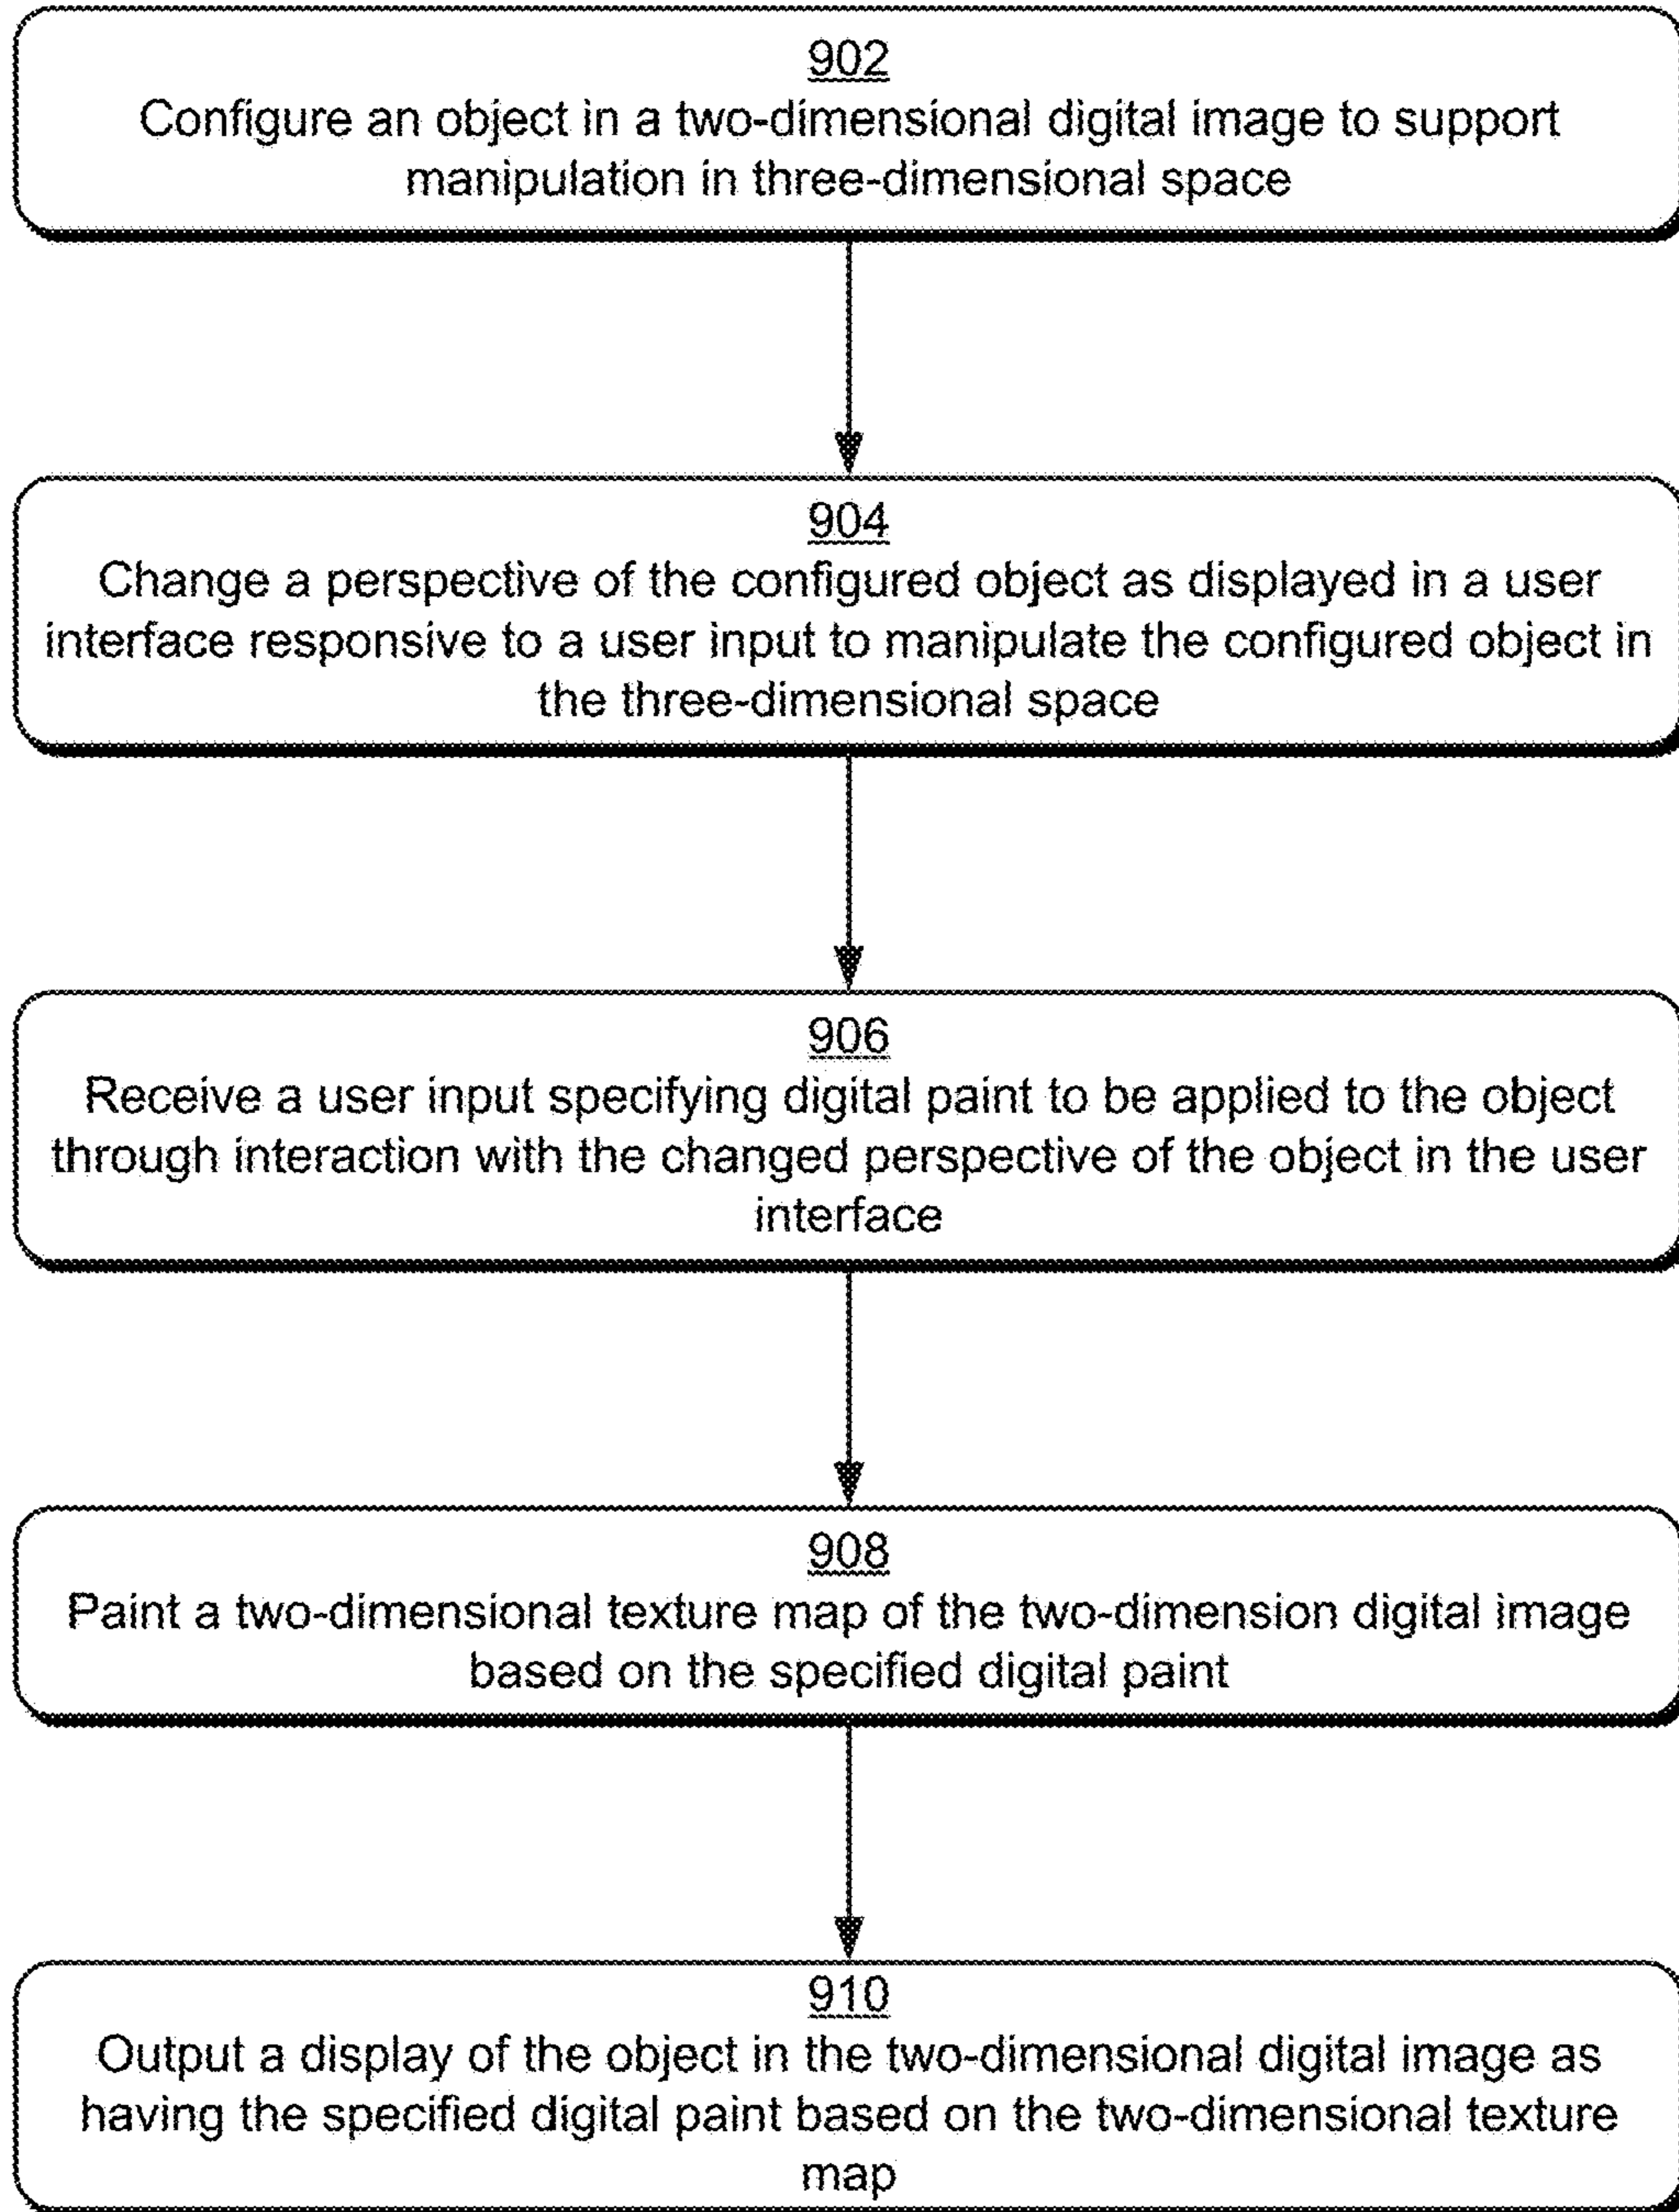 902
Configure an object in a two-dimensional digital image to support
manipulation in three-dimensional space
904
Change a perspective of the configured object as displayed in a user
interface responsive to a user input to manipulate the configured object in
the three-dimensional space
906
Receive a user input specifying digital paint to be applied to the object
through interaction with the changed perspective of the object in the user
interface
908
Paint a two-dimensional texture map of the two-dimension digital image
based on the specified digital paint
910
Output a display of the object in the two-dimensional digital image as
having the specified digital paint based on the two-dimensional texture
map